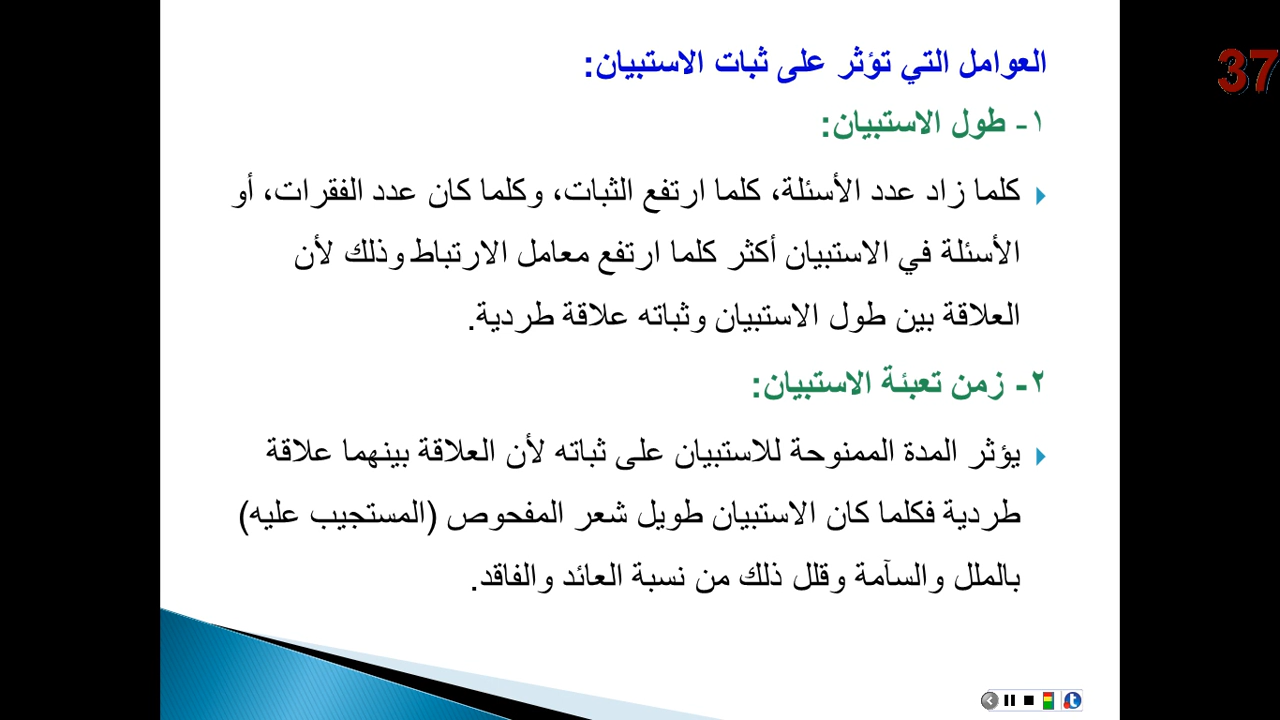 العوامل التي تؤثر على ثبات الاستبيان:
١- طول الاستبيان:
كلما زاد عدد الأسئلة، كلما ارتفع الثبات، وكلما كان عدد الفقرات، أو
الأسئلة في الاستبيان أكثر كلما ارتفع معامل الارتباط وذلك لأن
العلاقة بين طول الاستبيان وثباته علاقة طردية.
٢- زمن تعبئة الاستبيان:
يؤثر المدة الممنوحة للاستبيان على ثباته لأن العلاقة بينهما علاقة
طردية فكلما كان الاستبيان طويل شعر المفحوص (المستجيب عليه)
بالملل والسآمة وقلل ذلك من نسبة العائد والفاقد.
37